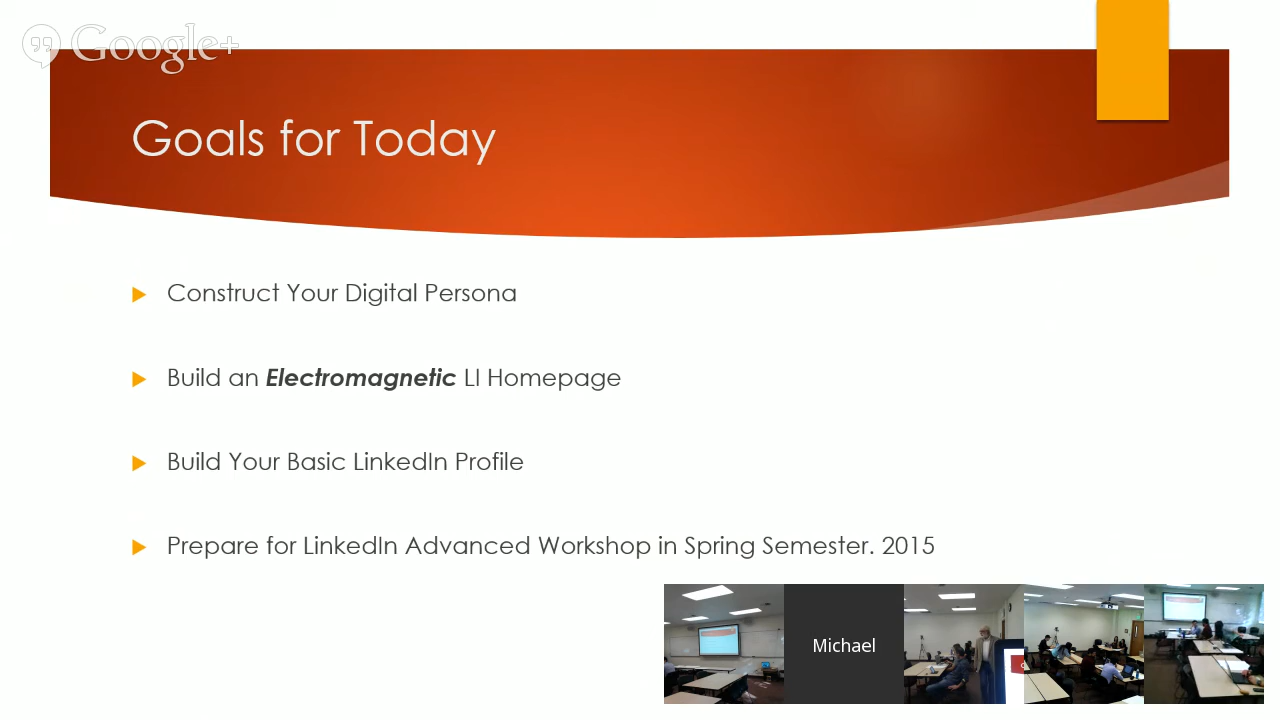 Google+
Goals for Today
Construct Your Digital Persona
Build an Electromagnetic LI Homepage
Build Your Basic LinkedIn Profile
Prepare for LinkedIn Advanced Workshop in Spring Semester. 2015
Michael